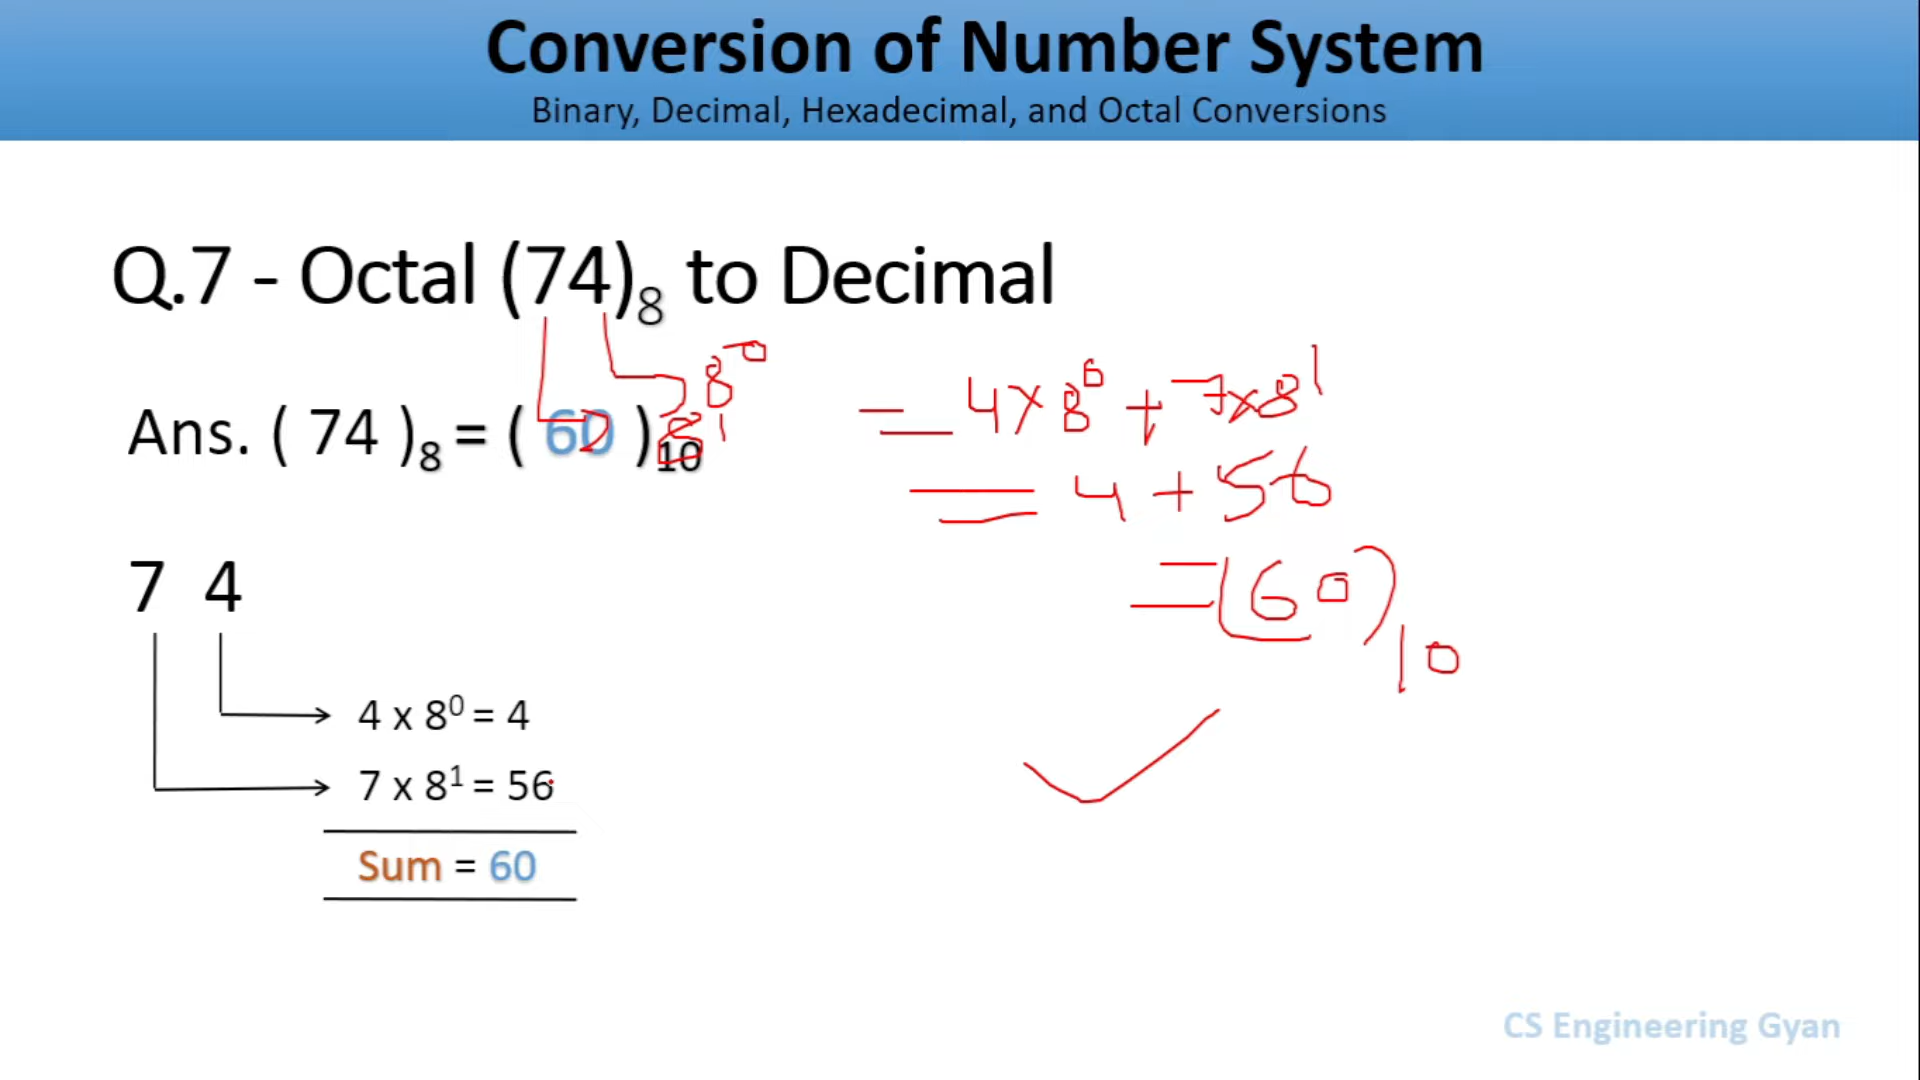 Conversion of Number System
Binary, Decimal, Hexadecimal, and Octal Conversions
Q.7 - Octal (74)₈ to Decimal
8⁰
= 4 x 8⁰ + 7x8¹
Ans. ( 74 )₈ = ( 60 )₁₀
8¹
= 4 + 56
= (60)₁₀
7 4
4 x 8⁰ = 4
7 x 8¹ = 56
Sum = 60
CS Engineering Gyan